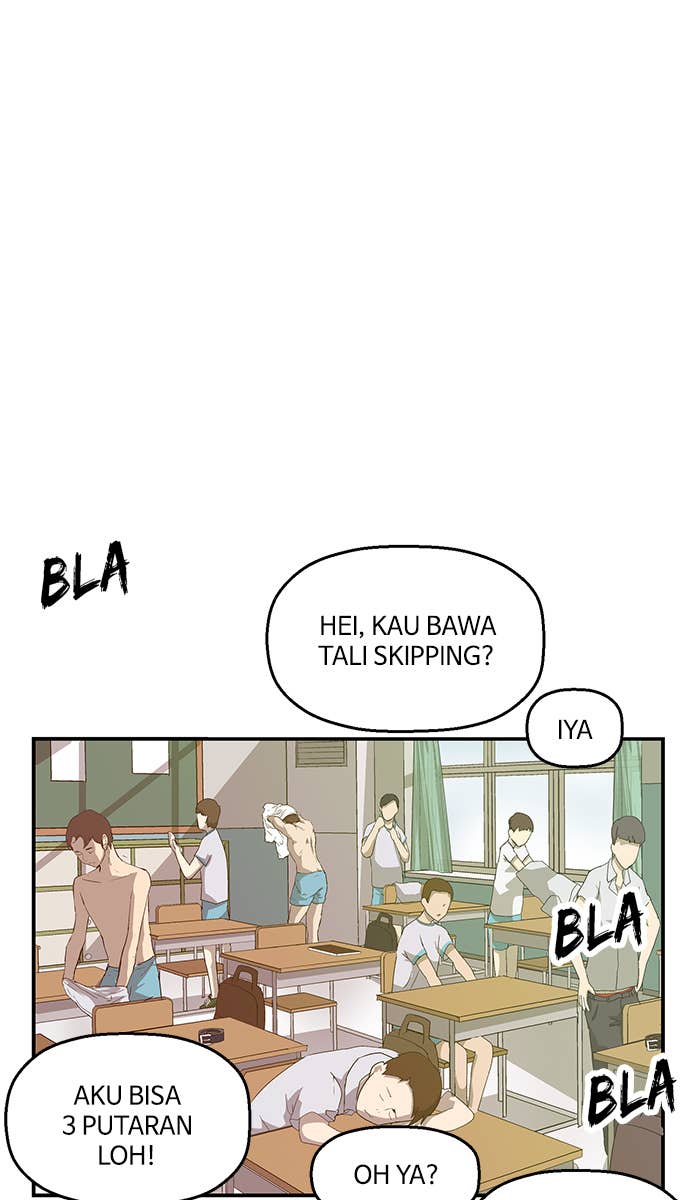 BLA
HEI, KAU BAWA
TALI SKIPPING?
IYA
BLA
BLA
AKU BISA
3 PUTARAN
LOH!
OH YA?